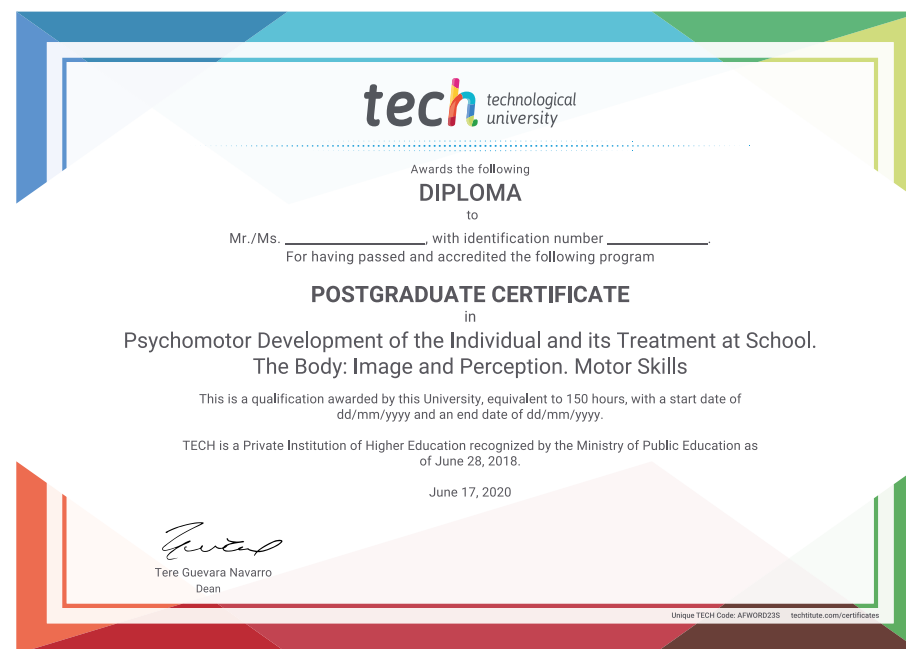 tech technological
university
Awards the following
DIPLOMA
to
Mr./Ms. ____________________, with identification number ______________.
For having passed and accredited the following program
POSTGRADUATE CERTIFICATE
in
Psychomotor Development of the Individual and its Treatment at School.
The Body: Image and Perception. Motor Skills
This is a qualification awarded by this University, equivalent to 150 hours, with a start date of
dd/mm/yyyy and an end date of dd/mm/yyyy.
TECH is a Private Institution of Higher Education recognized by the Ministry of Public Education as
of June 28, 2018.
June 17, 2020
Tere Guevara Navarro
Dean
Unique TECH Code: AFWORD23S techtitute.com/certificates